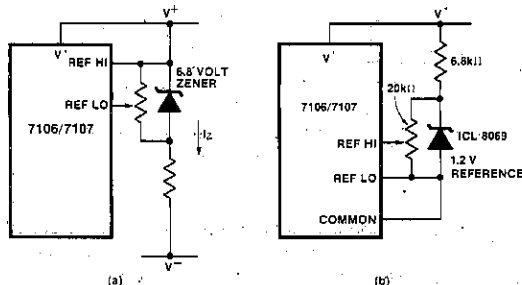 V+
V+
REF HI
6.8 VOLT
ZENER
REF LO
7106/7107
IZ
V−
(a)
V+
V+
6.8kΩ
20kΩ
7106/7107
ICL 8069
REF HI
1.2 V
REFERENCE
REF LO
COMMON
(b)